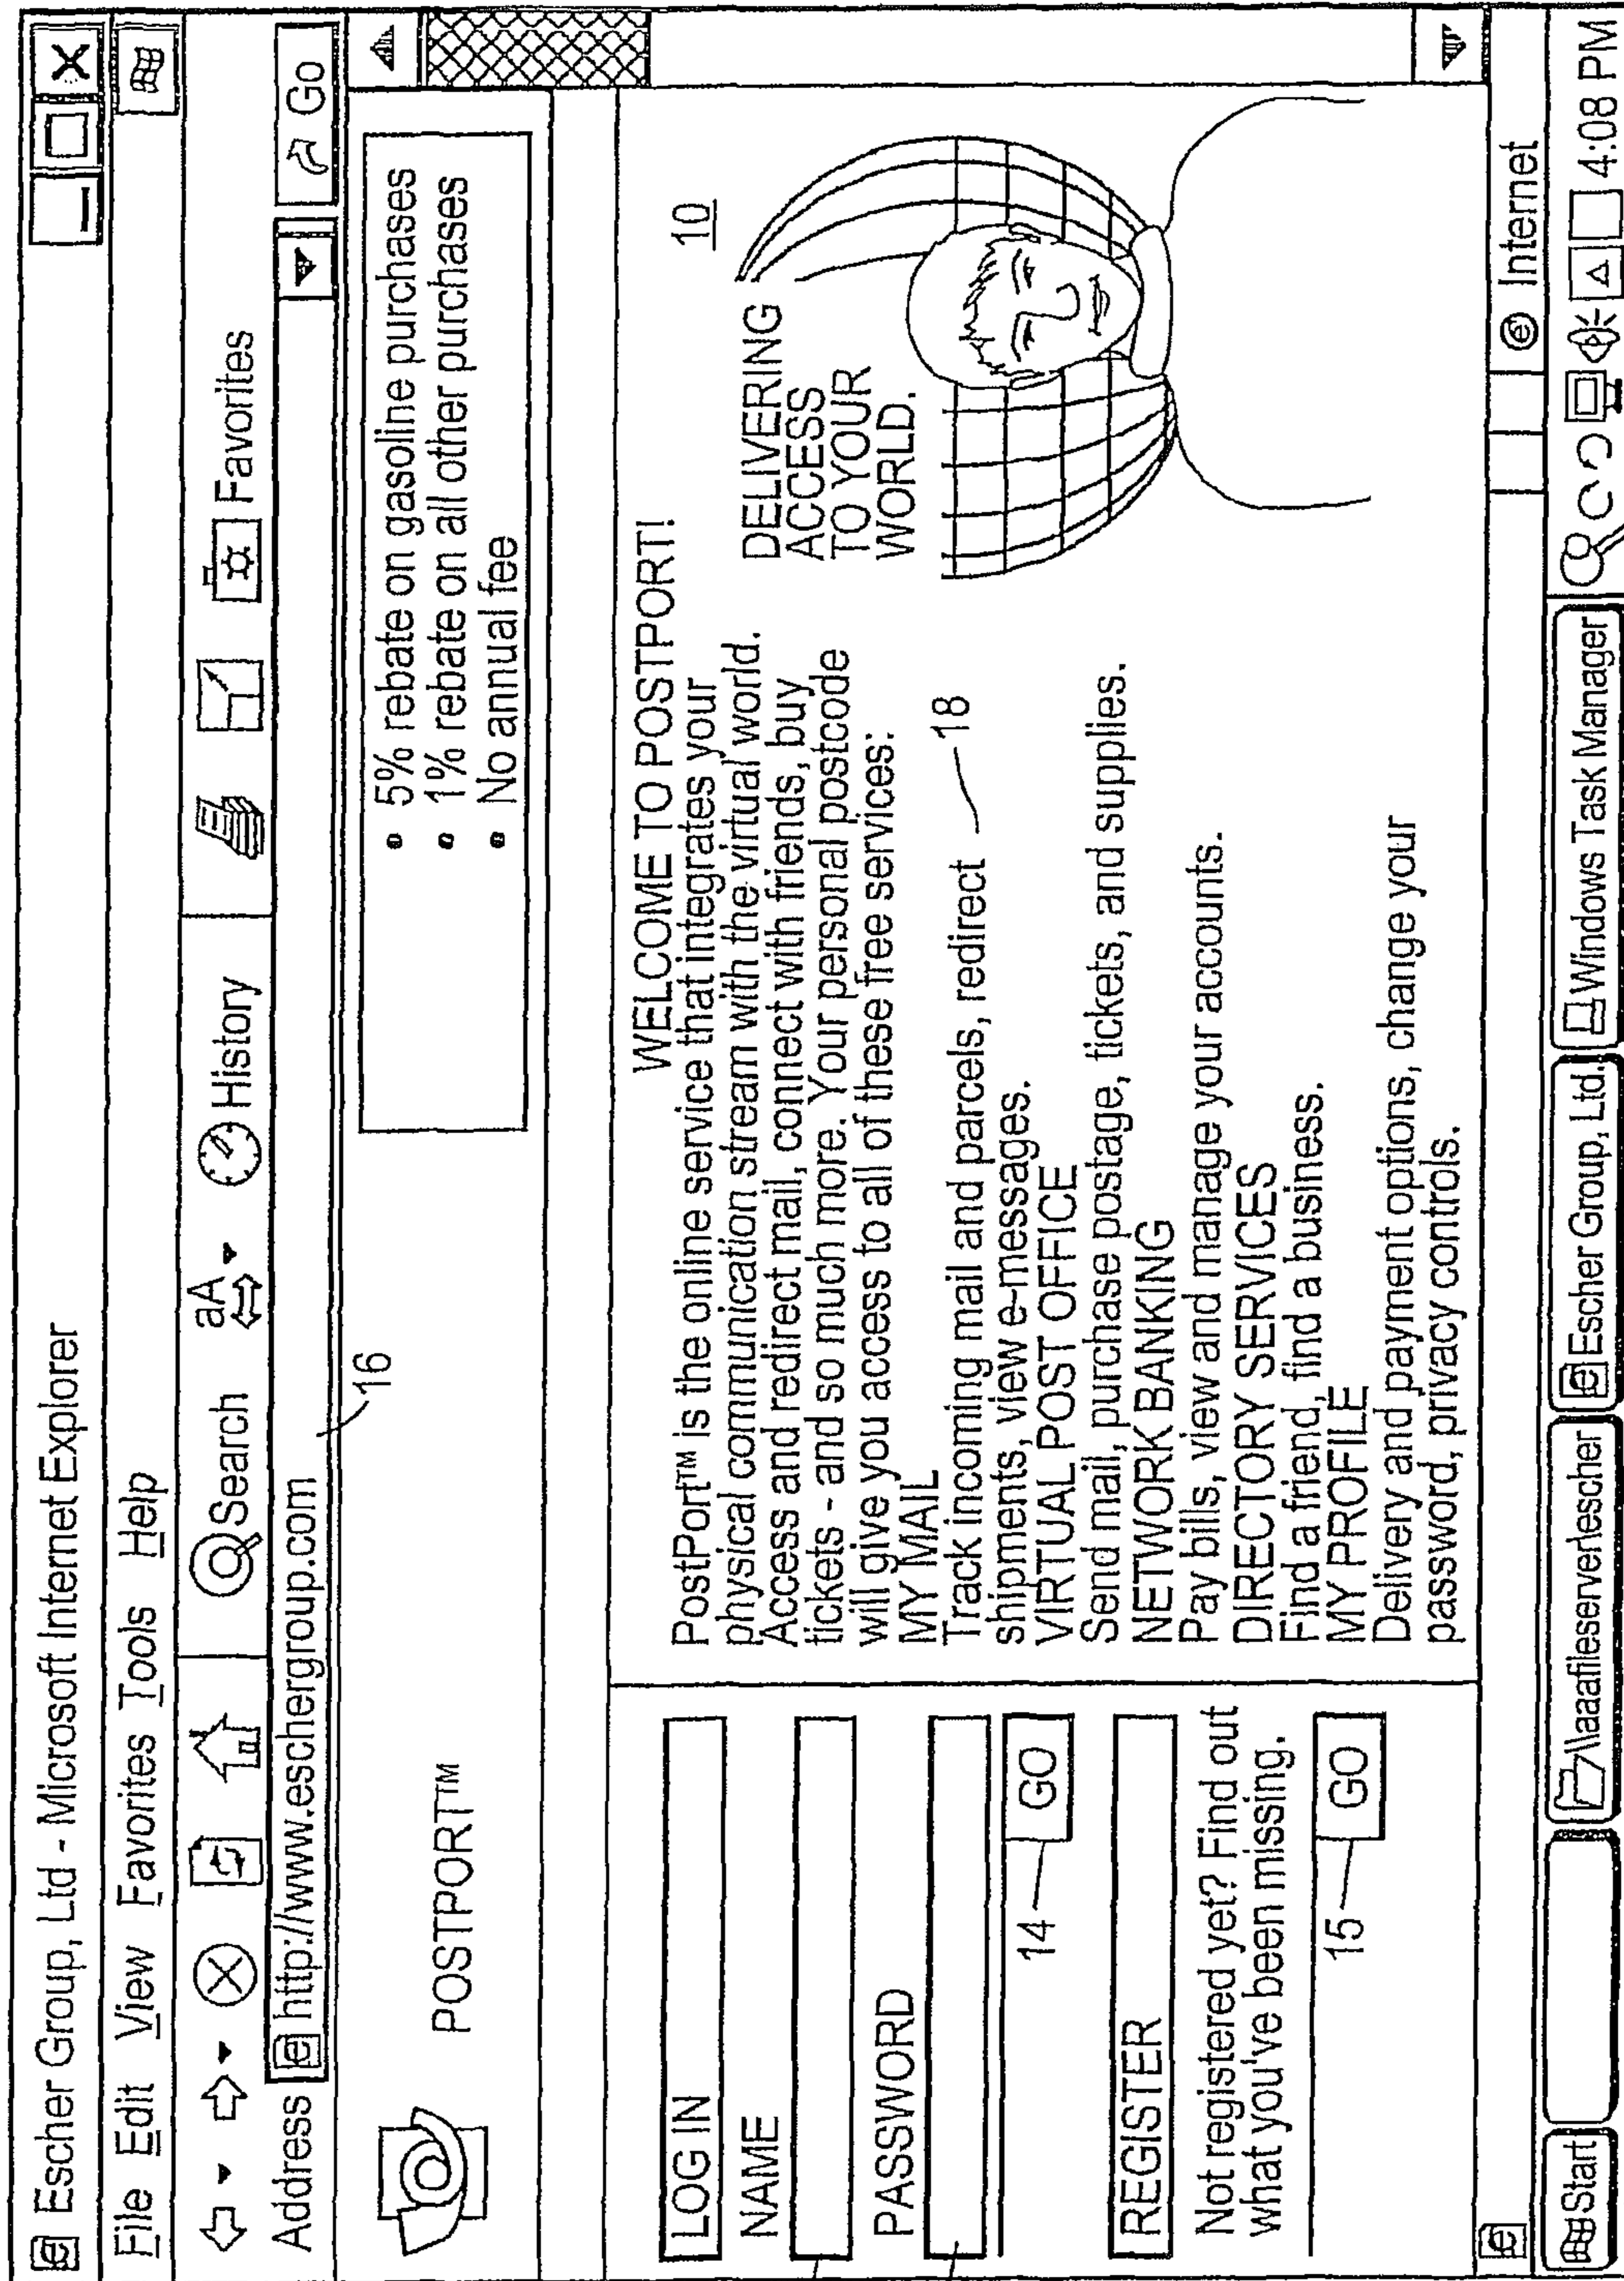 Escher Group, Ltd - Microsoft Internet Explorer
File Edit View Favorites Tools Help
Search aA History Favorites
Address http://www.eschergroup.com Go
16
POSTPORT™
• 5% rebate on gasoline purchases
• 1% rebate on all other purchases
• No annual fee
LOG IN
NAME
PASSWORD
14 GO
REGISTER
Not registered yet? Find out
what you've been missing.
15 GO
WELCOME TO POSTPORT!
PostPort™ is the online service that integrates your
physical communication stream with the virtual world.
Access and redirect mail, connect with friends, buy
tickets - and so much more. Your personal postcode
will give you access to all of these free services:
MY MAIL
Track incoming mail and parcels, redirect 18
shipments, view e-messages.
VIRTUAL POST OFFICE
Send mail, purchase postage, tickets, and supplies.
NETWORK BANKING
Pay bills, view and manage your accounts.
DIRECTORY SERVICES
Find a friend, find a business.
MY PROFILE
Delivery and payment options, change your
password, privacy controls.
10
DELIVERING
ACCESS
TO YOUR
WORLD.
Internet
Start \\aaafileserver\escher Escher Group, Ltd. Windows Task Manager 4:08 PM